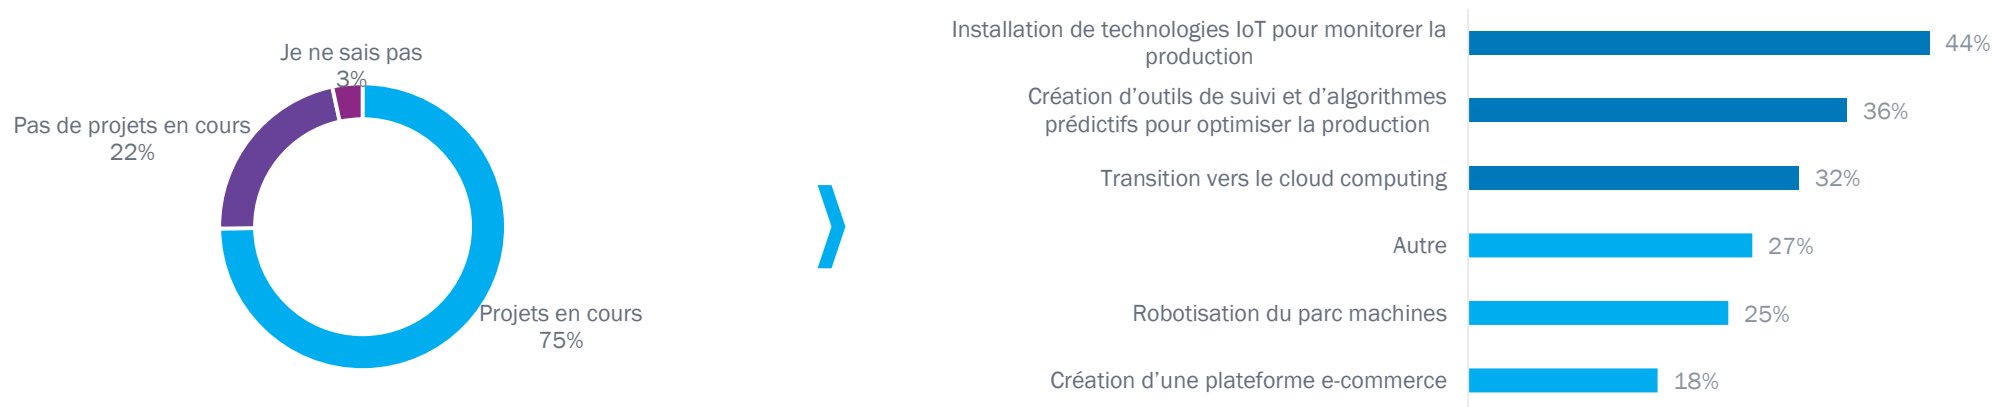 Je ne sais pas
3%
Pas de projets en cours
22%
Projets en cours
75%
Installation de technologies IoT pour monitorer la
production
44%
Création d’outils de suivi et d’algorithmes
prédictifs pour optimiser la production
36%
Transition vers le cloud computing
32%
Autre
27%
Robotisation du parc machines
25%
Création d’une plateforme e-commerce
18%